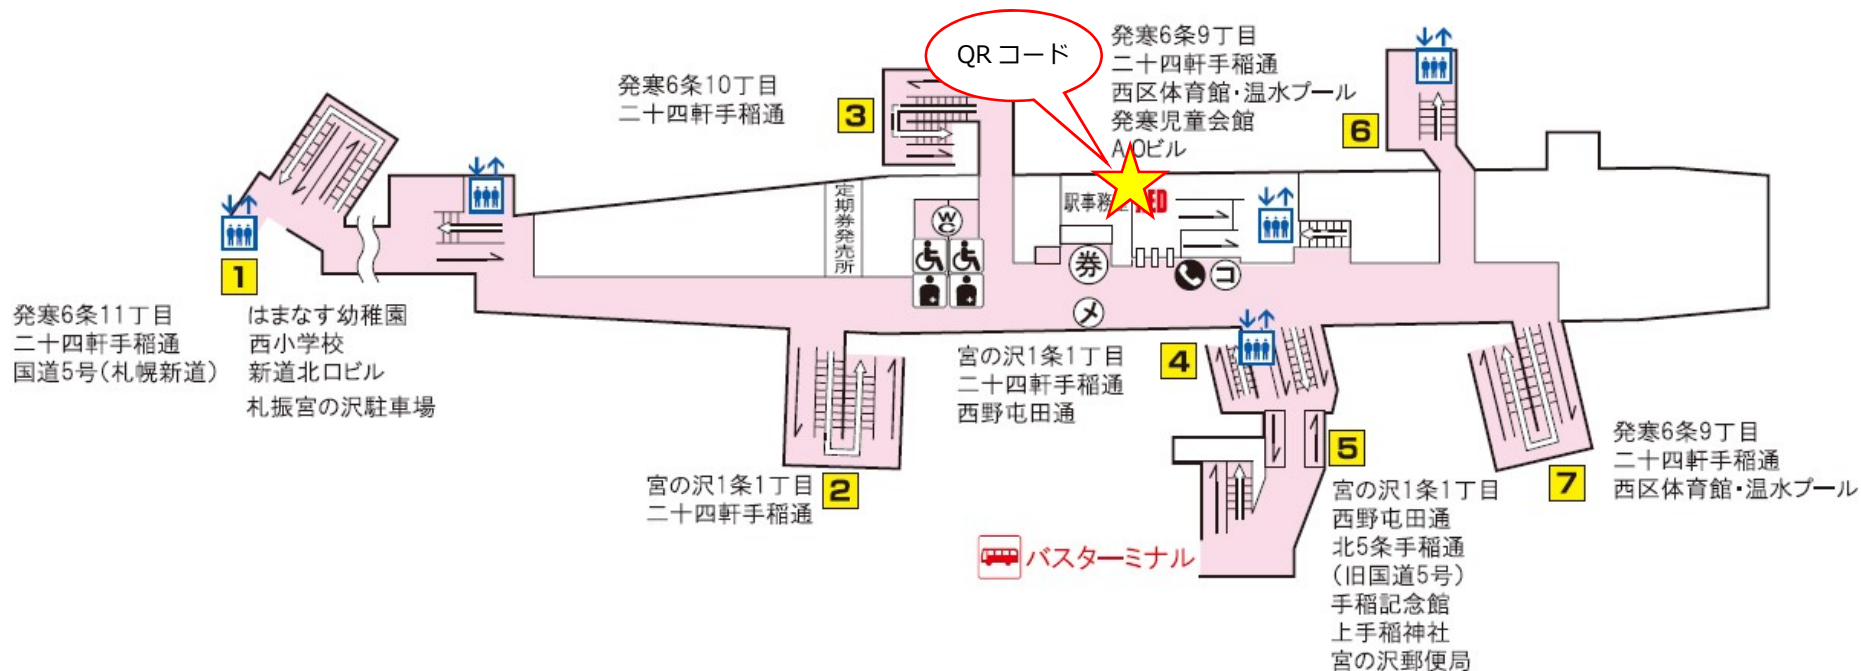 QRコード
発寒6条9丁目
二十四軒手稲通
西区体育館・温水プール
発寒児童会館
6
発寒6条10丁目
二十四軒手稲通
3
定期券発売所
WC
駅事務
券
コ
メ
1
発寒6条11丁目
二十四軒手稲通
国道5号(札幌新道)
はまなす幼稚園
西小学校
新道北口ビル
札振宮の沢駐車場
宮の沢1条1丁目
二十四軒手稲通
西野屯田通
4
宮の沢1条1丁目
二十四軒手稲通
2
バスターミナル
5
宮の沢1条1丁目
西野屯田通
北5条手稲通
(旧国道5号)
手稲記念館
上手稲神社
宮の沢郵便局
7
発寒6条9丁目
二十四軒手稲通
西区体育館・温水プール